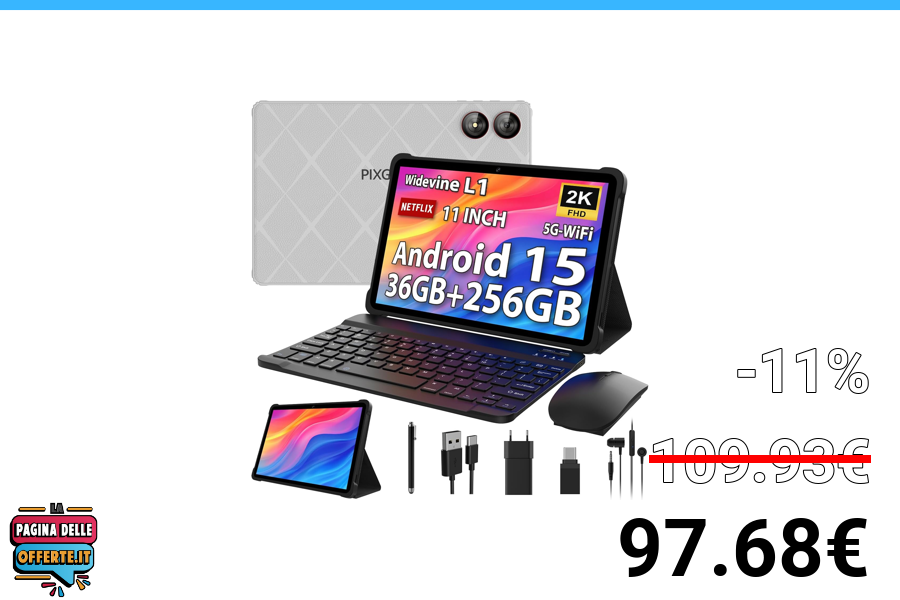 PIXG
Widevine L1
NETFLIX
11 INCH
2K
FHD
5G-WiFi
Android 15
36GB+256GB
-11%
109.93€
97.68€
LA
PAGINA DELLE
OFFERTE.IT